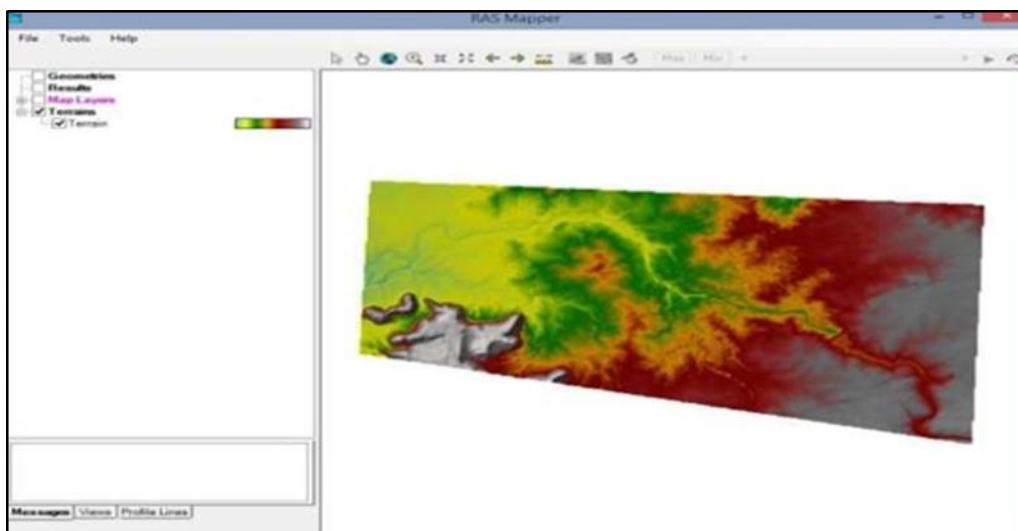 RAS Mapper
File Tools Help
Max Min
Geometries
Results
Map Layers
Terrains
Terrain
Messages Views Profile Lines